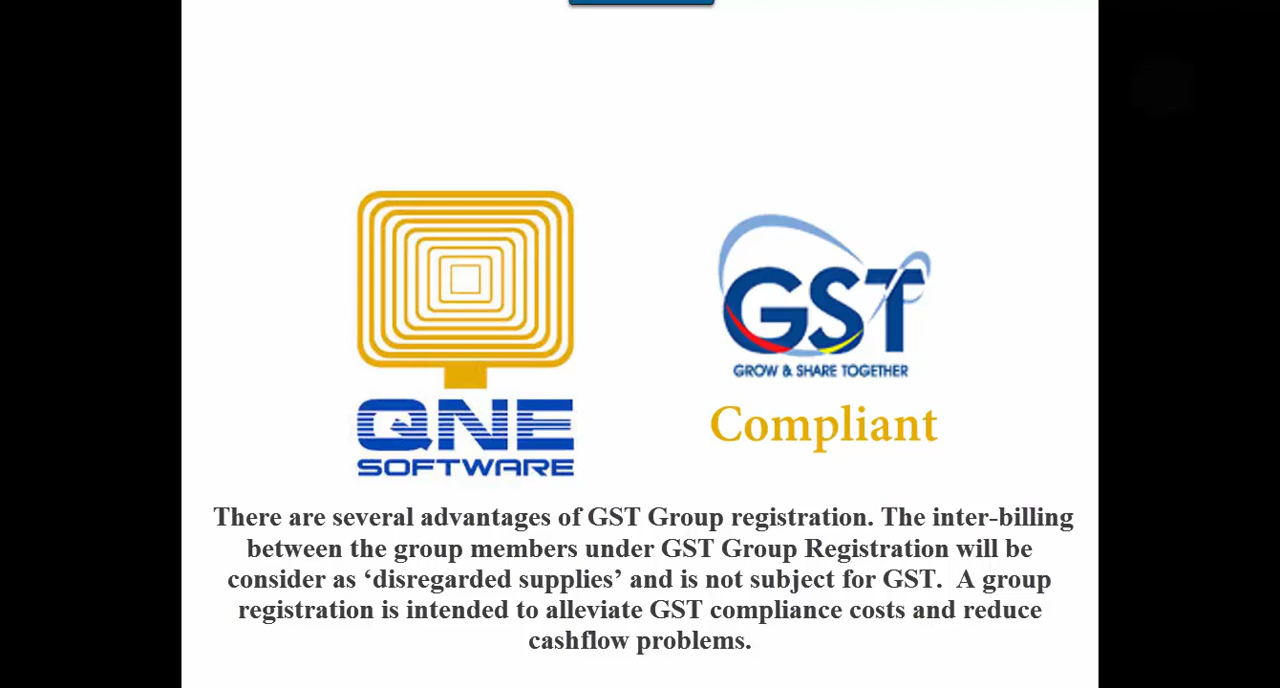 GST
GROW & SHARE TOGETHER
Compliant
QNE
SOFTWARE
There are several advantages of GST Group registration. The inter-billing
between the group members under GST Group Registration will be
consider as ‘disregarded supplies’ and is not subject for GST.  A group
registration is intended to alleviate GST compliance costs and reduce
cashflow problems.